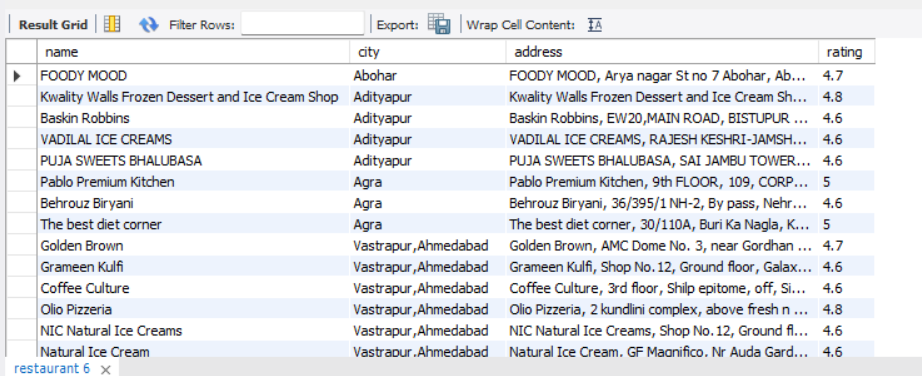 Result Grid Filter Rows: Export: Wrap Cell Content:
name city address rating
FOODY MOOD Abohar FOODY MOOD, Arya nagar St no 7 Abohar, Ab... 4.7
Kwality Walls Frozen Dessert and Ice Cream Shop Adityapur Kwality Walls Frozen Dessert and Ice Cream Sh... 4.8
Baskin Robbins Adityapur Baskin Robbins, EW20,MAIN ROAD, BISTUPUR ... 4.6
VADILAL ICE CREAMS Adityapur VADILAL ICE CREAMS, RAJESH KESHRI-JAMSH... 4.6
PUJA SWEETS BHALUBASA Adityapur PUJA SWEETS BHALUBASA, SAI JAMBU TOWER... 4.6
Pablo Premium Kitchen Agra Pablo Premium Kitchen, 9th FLOOR, 109, CORP... 5
Behrouz Biryani Agra Behrouz Biryani, 36/395/1 NH-2, By pass, Nehr... 4.6
The best diet corner Agra The best diet corner, 30/110A, Buri Ka Nagla, K... 5
Golden Brown Vastrapur,Ahmedabad Golden Brown, AMC Dome No. 3, near Gordhan ... 4.7
Grameen Kulfi Vastrapur,Ahmedabad Grameen Kulfi, Shop No.12, Ground floor, Galax... 4.6
Coffee Culture Vastrapur,Ahmedabad Coffee Culture, 3rd floor, Shilp epitome, off, Si... 4.6
Olio Pizzeria Vastrapur,Ahmedabad Olio Pizzeria, 2 kundlini complex, above fresh n ... 4.8
NIC Natural Ice Creams Vastrapur,Ahmedabad NIC Natural Ice Creams, Shop No.12, Ground fl... 4.6
Natural Ice Cream Vastrapur,Ahmedabad Natural Ice Cream, GF Magnifico, Nr Auda Gard... 4.6
restaurant 6